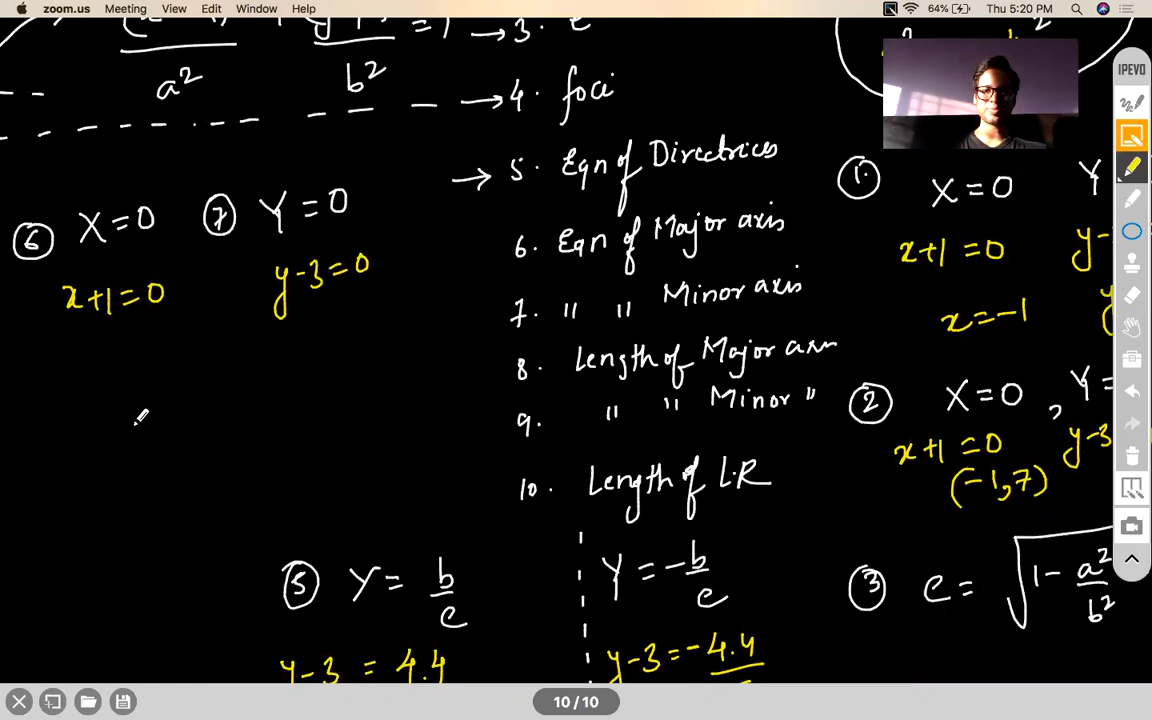 zoom.us Meeting View Edit Window Help 64% Thu 5:20 PM
= 1 → 3. e
a² b²
→ 4. foci
→ 5. Eqn of Directrices
6. Eqn of Major axis
7. " " Minor axis
8. Length of Major axis
9. " " Minor "
10. Length of L.R
⑥ X = 0 ⑦ Y = 0
x+1 = 0 y-3 = 0
⑤ Y = b/e Y = -b/e
y-3 = 4.4 y-3 = -4.4
① X = 0 Y
x+1 = 0 y-
x = -1
② X = 0 , Y =
x+1 = 0 y-3
(-1, 7)
③ e = √1 - a²/b²
IPEVO
10 / 10